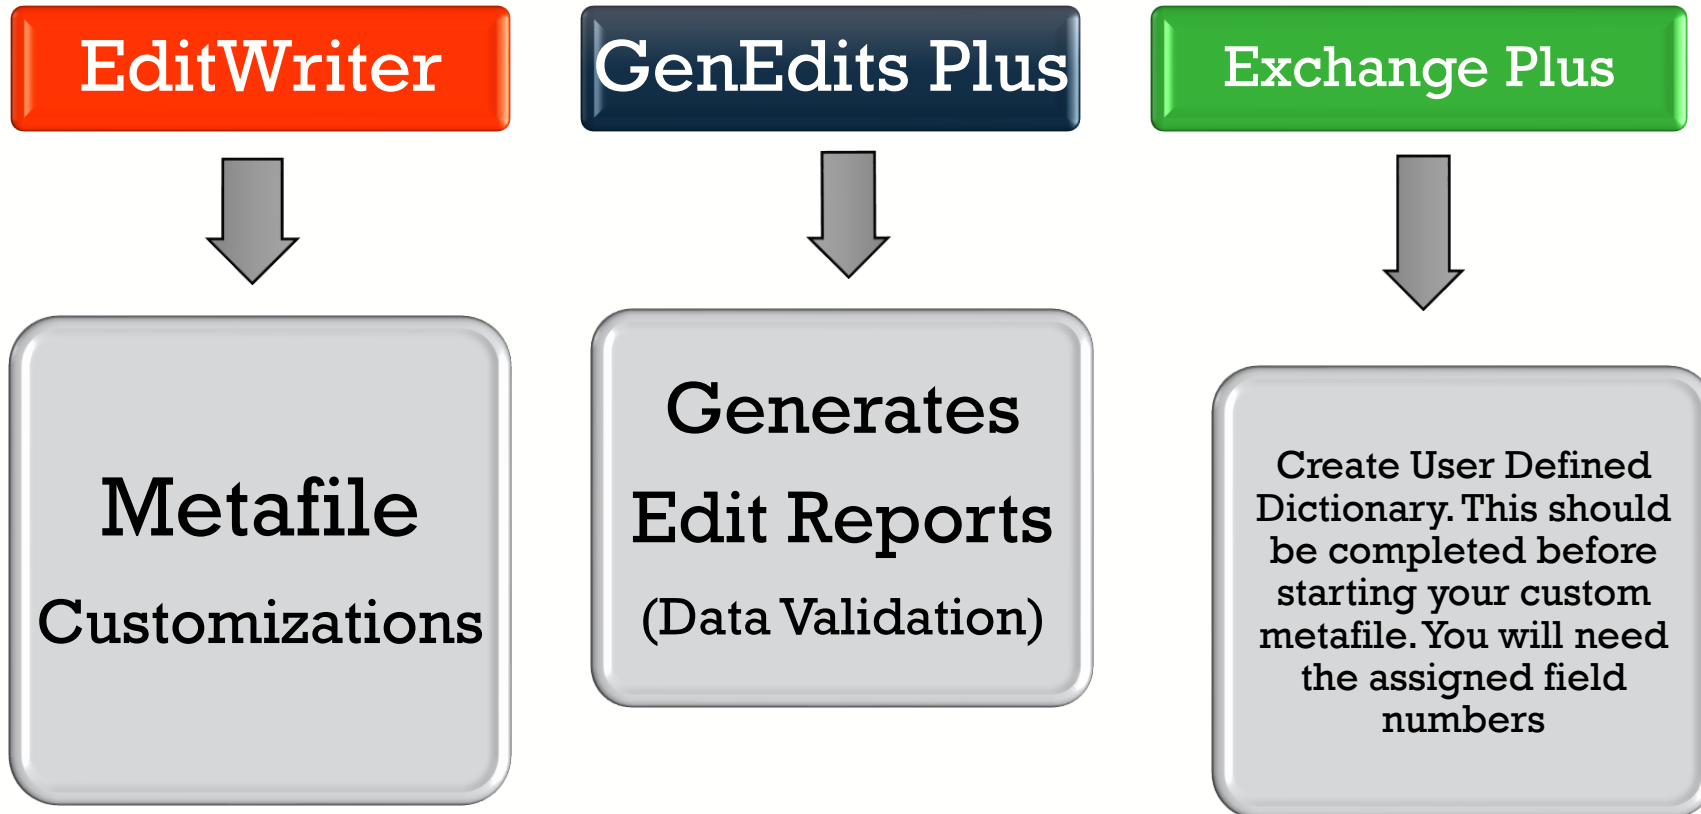 EditWriter
GenEdits Plus
Exchange Plus
Metafile
Customizations
Generates
Edit Reports
(Data Validation)
Create User Defined
Dictionary. This should
be completed before
starting your custom
metafile. You will need
the assigned field
numbers